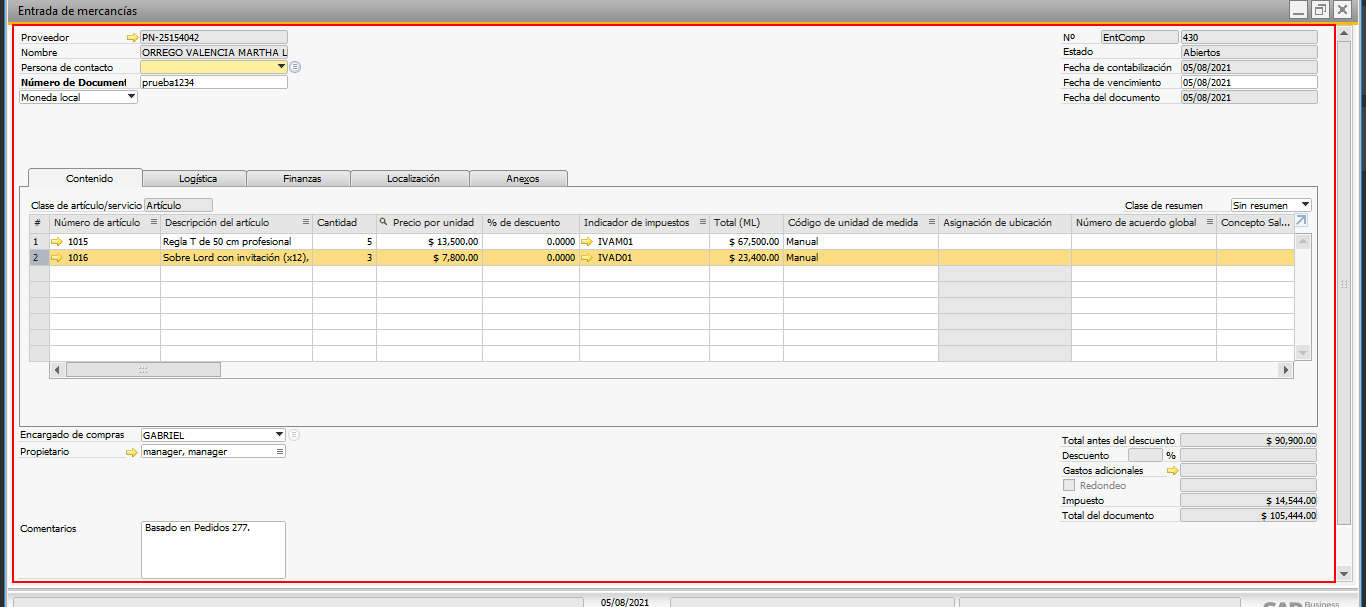 Entrada de mercancías
Proveedor PN-25154042
Nombre ORREGO VALENCIA MARTHA L
Persona de contacto
Número de Document prueba1234
Moneda local
Nº EntComp 430
Estado Abiertos
Fecha de contabilización 05/08/2021
Fecha de vencimiento 05/08/2021
Fecha del documento 05/08/2021
Contenido Logística Finanzas Localización Anexos
Clase de artículo/servicio Artículo
Clase de resumen Sin resumen
# Número de artículo Descripción del artículo Cantidad Precio por unidad % de descuento Indicador de impuestos Total (ML) Código de unidad de medida Asignación de ubicación Número de acuerdo global Concepto Sal...
1 1015 Regla T de 50 cm profesional 5 $ 13,500.00 0.0000 IVAM01 $ 67,500.00 Manual
2 1016 Sobre Lord con invitación (x12), 3 $ 7,800.00 0.0000 IVAD01 $ 23,400.00 Manual
Encargado de compras GABRIEL
Propietario manager, manager
Total antes del descuento $ 90,900.00
Descuento %
Gastos adicionales
Redondeo
Impuesto $ 14,544.00
Total del documento $ 105,444.00
Comentarios Basado en Pedidos 277.
05/08/2021
SAP Business